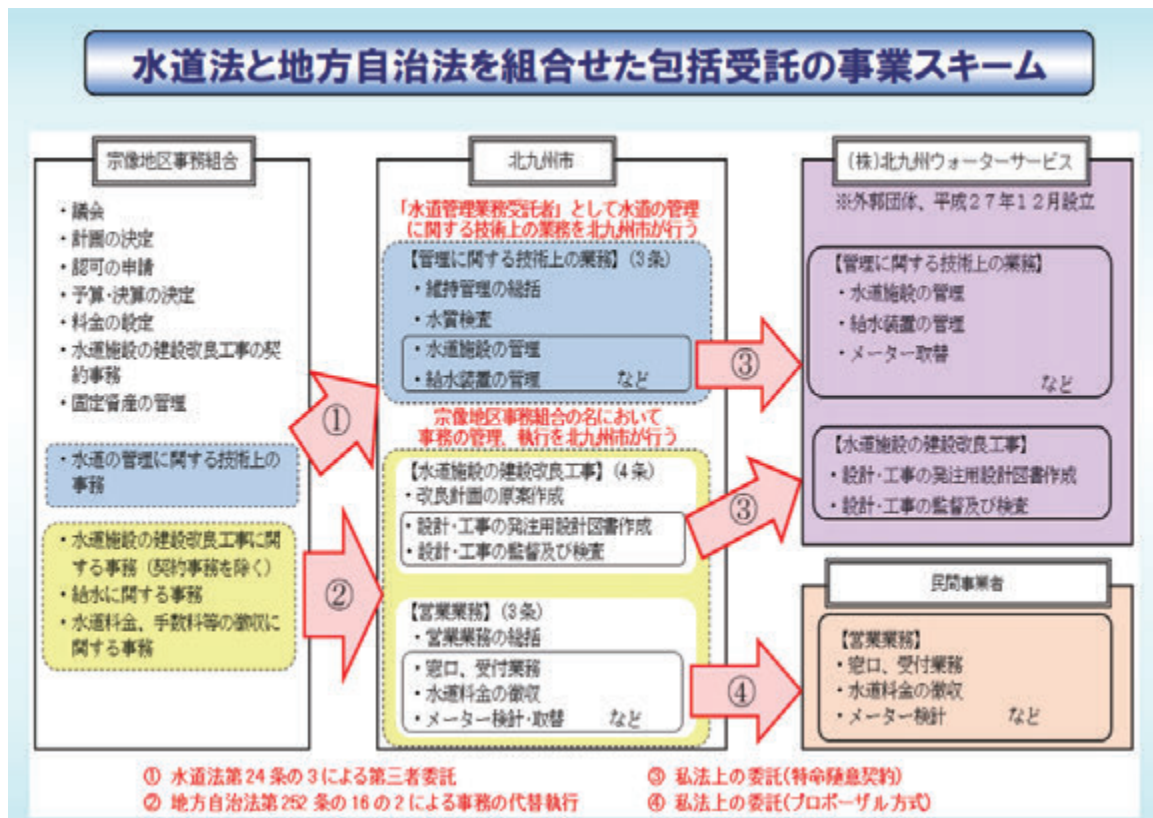 水道法と地方自治法を組合せた包括受託の事業スキーム
宗像地区事務組合
・議会
・計画の決定
・認可の申請
・予算・決算の決定
・料金の設定
・水道施設の建設改良工事の契
約事務
・固定資産の管理
・水道の管理に関する技術上の
事務
・水道施設の建設改良工事に関
する事務（契約事務を除く）
・給水に関する事務
・水道料金、手数料等の徴収に
関する事務
①
②
北九州市
「水道管理業務受託者」として水道の管理
に関する技術上の業務を北九州市が行う
【管理に関する技術上の業務】(3条)
・維持管理の総括
・水質検査
・水道施設の管理
・給水装置の管理 など
宗像地区事務組合の名において
事務の管理、執行を北九州市が行う
【水道施設の建設改良工事】(4条)
・改良計画の原案作成
・設計・工事の発注用設計図書作成
・設計・工事の監督及び検査
【営業業務】(3条)
・営業業務の総括
・窓口、受付業務
・水道料金の徴収
・メーター検針・取替 など
③
③
④
(株)北九州ウォーターサービス
※外郭団体、平成27年12月設立
【管理に関する技術上の業務】
・水道施設の管理
・給水装置の管理
・メーター取替
など
【水道施設の建設改良工事】
・設計・工事の発注用設計図書作成
・設計・工事の監督及び検査
民間事業者
【営業業務】
・窓口、受付業務
・水道料金の徴収
・メーター検針 など
① 水道法第24条の3による第三者委託
② 地方自治法第252条の16の2による事務の代替執行
③ 私法上の委託(特命随意契約)
④ 私法上の委託(プロポーザル方式)